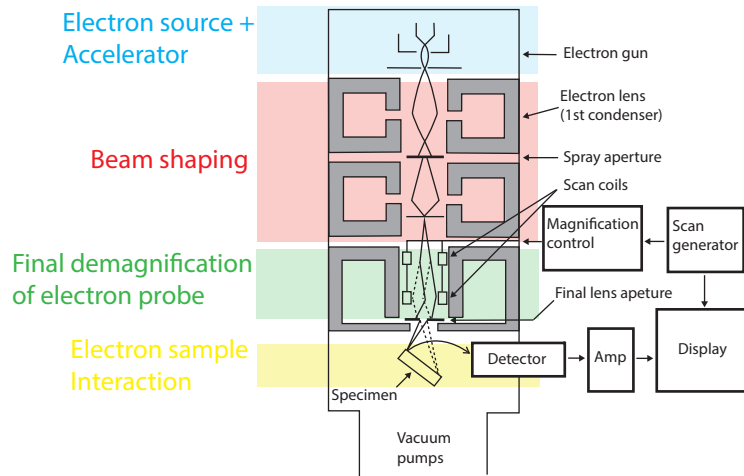 Electron source +
Accelerator
Electron gun
Electron lens
(1st condenser)
Beam shaping
Spray aperture
Scan coils
Magnification
control
Scan
generator
Final demagnification
of electron probe
Final lens apeture
Electron sample
Interaction
Detector
Amp
Display
Specimen
Vacuum
pumps